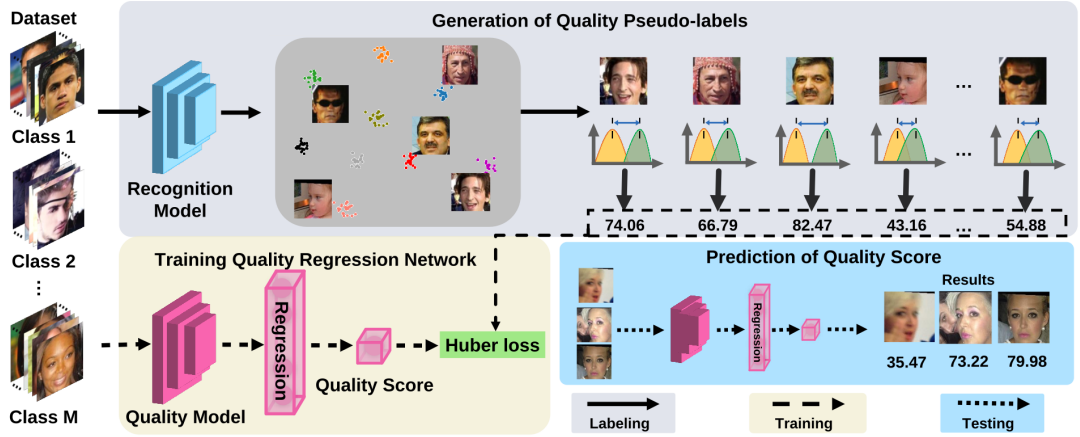 Dataset
Class 1
Class 2
...
Class M
Generation of Quality Pseudo-labels
Recognition
Model
...
...
74.06 66.79 82.47 43.16 ... 54.88
Training Quality Regression Network
Regression
Quality Model
Quality Score
Huber loss
Prediction of Quality Score
Regression
Results
35.47 73.22 79.98
Labeling
Training
Testing